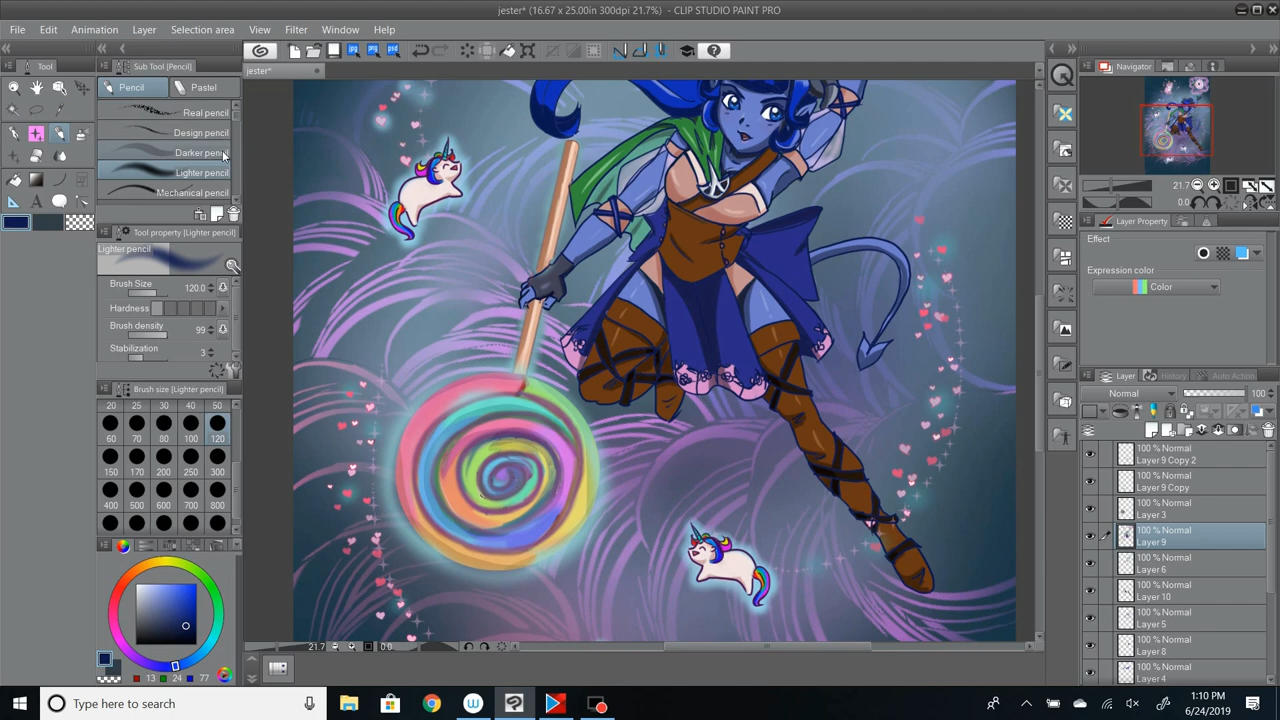 jester* (16.67 x 25.00in 300dpi 21.7%) - CLIP STUDIO PAINT PRO
File Edit Animation Layer Selection area View Filter Window Help
Tool
Sub Tool [Pencil]
jester*
Navigator
Pencil Pastel
Real pencil
Design pencil
Darker pencil
Lighter pencil
Mechanical pencil
21.7
0.0
Layer Property
Tool property [Lighter pencil]
Lighter pencil
Effect
Expression color
Color
Brush Size 120.0
Hardness
Brush density 99
Stabilization 3
Brush size [Lighter pencil]
20 25 30 40 50
60 70 80 100 120
150 170 200 250 300
400 500 600 700 800
Layer History Auto Action
Normal 100
100 % Normal
Layer 9 Copy 2
100 % Normal
Layer 9 Copy
100 % Normal
Layer 3
100 % Normal
Layer 9
100 % Normal
Layer 6
100 % Normal
Layer 10
100 % Normal
Layer 5
100 % Normal
Layer 8
100 % Normal
Layer 4
13 24 77
21.7 0.0
Type here to search
1:10 PM
6/24/2019